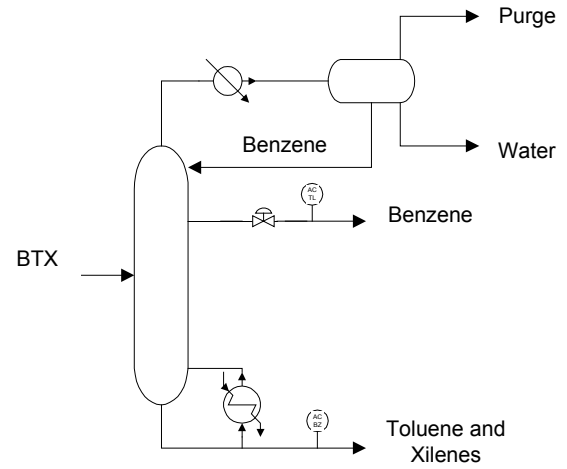 Purge
Benzene
Water
AC
TL
Benzene
BTX
AC
BZ
Toluene and
Xilenes